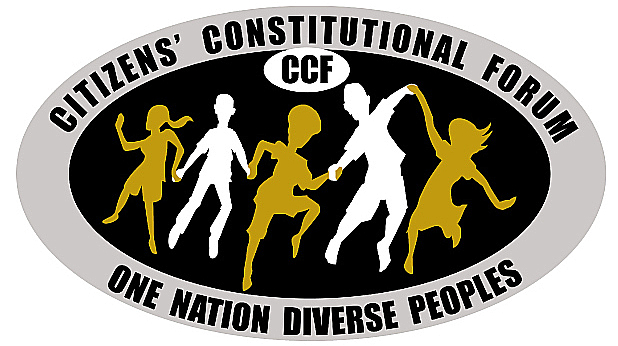 CITIZENS' CONSTITUTIONAL FORUM
CCF
ONE NATION DIVERSE PEOPLES